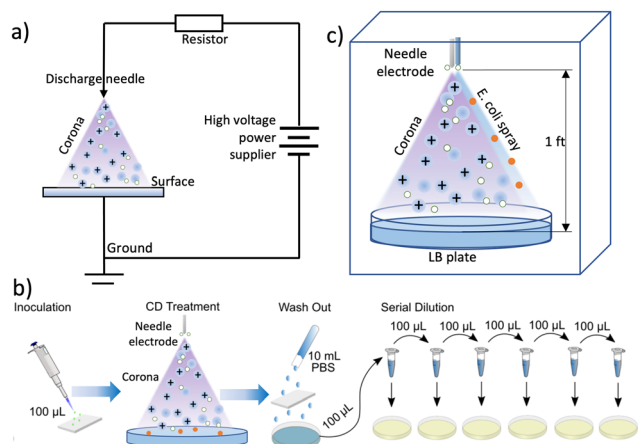 a)
Resistor
Discharge needle
Corona
High voltage
power
supplier
Surface
Ground
c)
Needle
electrode
Corona
E. coli spray
1 ft
LB plate
b)
Inoculation
100 µL
CD Treatment
Needle
electrode
Corona
Wash Out
10 mL
PBS
100 µL
Serial Dilution
100 µL
100 µL
100 µL
100 µL
100 µL